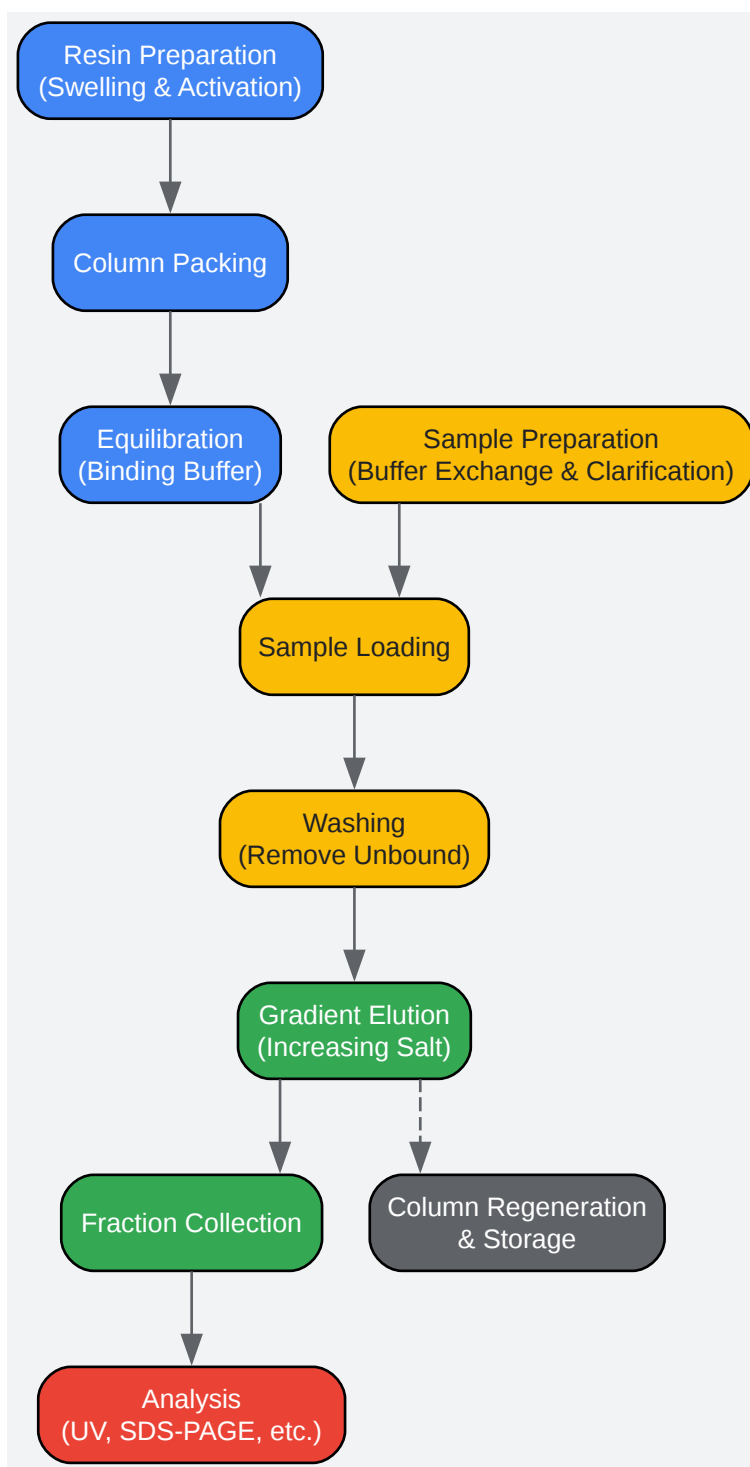 Resin Preparation
(Swelling & Activation)
Column Packing
Equilibration
(Binding Buffer)
Sample Preparation
(Buffer Exchange & Clarification)
Sample Loading
Washing
(Remove Unbound)
Gradient Elution
(Increasing Salt)
Fraction Collection
Column Regeneration
& Storage
Analysis
(UV, SDS-PAGE, etc.)